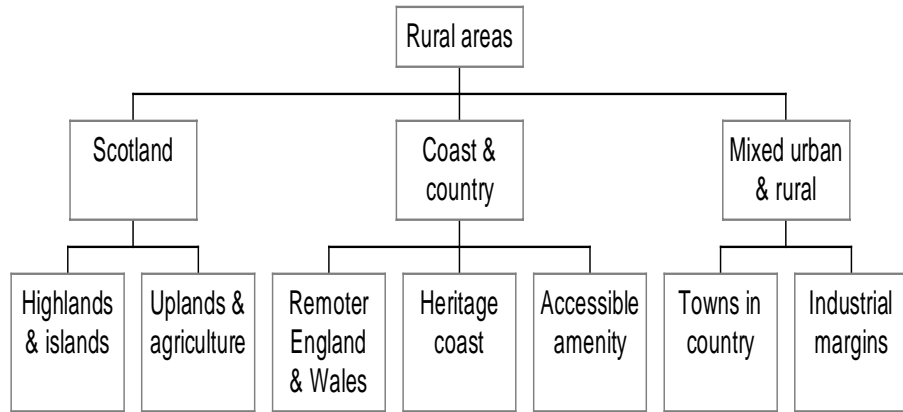 Rural areas
Scotland
Coast &
country
Mixed urban
& rural
Highlands
& islands
Uplands &
agriculture
Remoter
England
& Wales
Heritage
coast
Accessible
amenity
Towns in
country
Industrial
margins